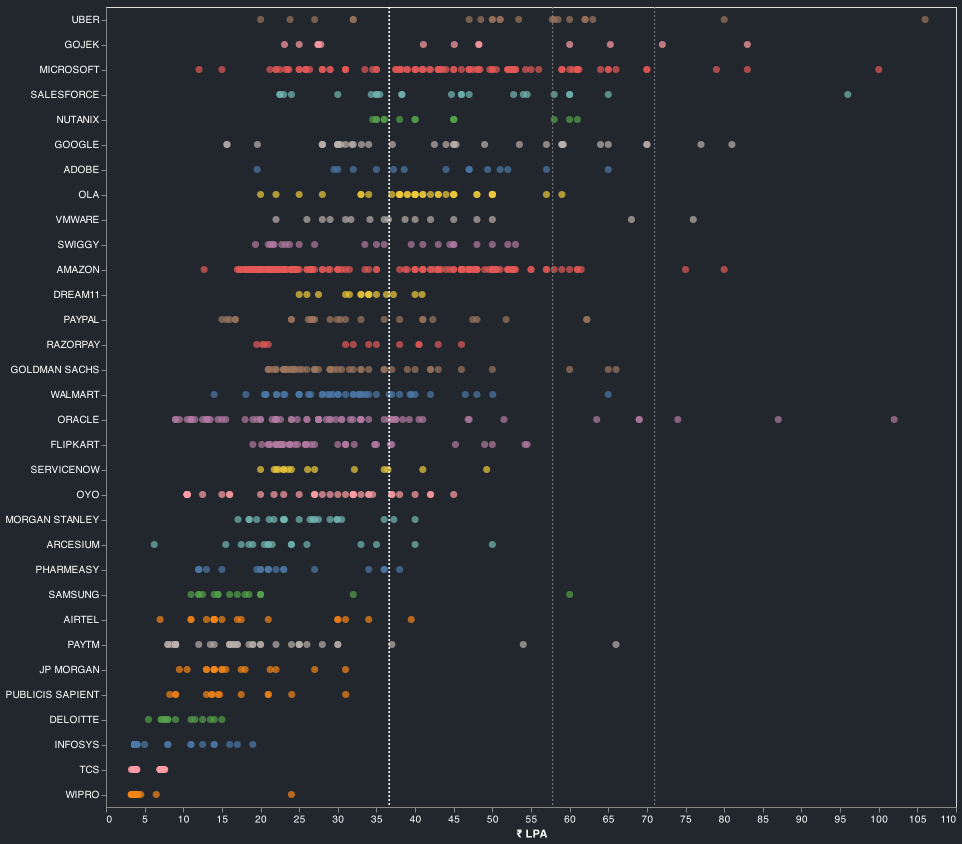 UBER
GOJEK
MICROSOFT
SALESFORCE
NUTANIX
GOOGLE
ADOBE
OLA
VMWARE
SWIGGY
AMAZON
DREAM11
PAYPAL
RAZORPAY
GOLDMAN SACHS
WALMART
ORACLE
FLIPKART
SERVICENOW
OYO
MORGAN STANLEY
ARCESIUM
PHARMEASY
SAMSUNG
AIRTEL
PAYTM
JP MORGAN
PUBLICIS SAPIENT
DELOITTE
INFOSYS
TCS
WIPRO
0 5 10 15 20 25 30 35 40 45 50 55 60 65 70 75 80 85 90 95 100 105 110
₹ LPA